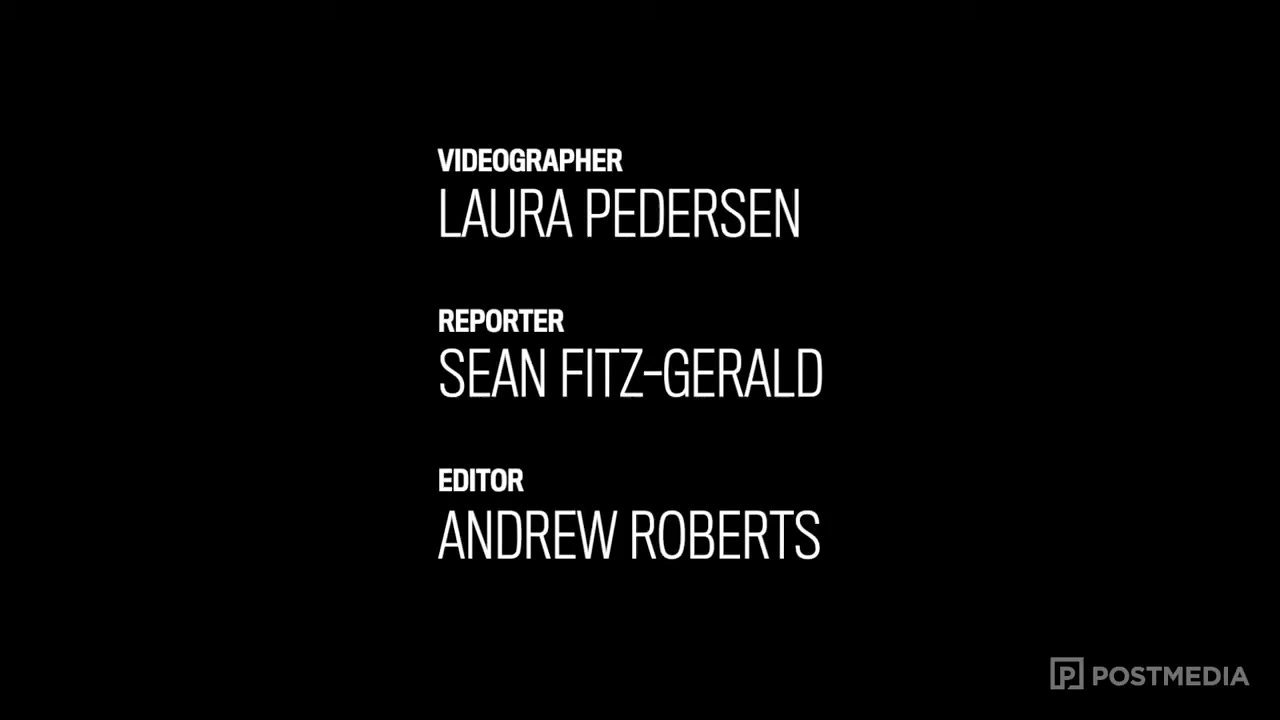 VIDEOGRAPHER
LAURA PEDERSEN
REPORTER
SEAN FITZ-GERALD
EDITOR
ANDREW ROBERTS
P POSTMEDIA